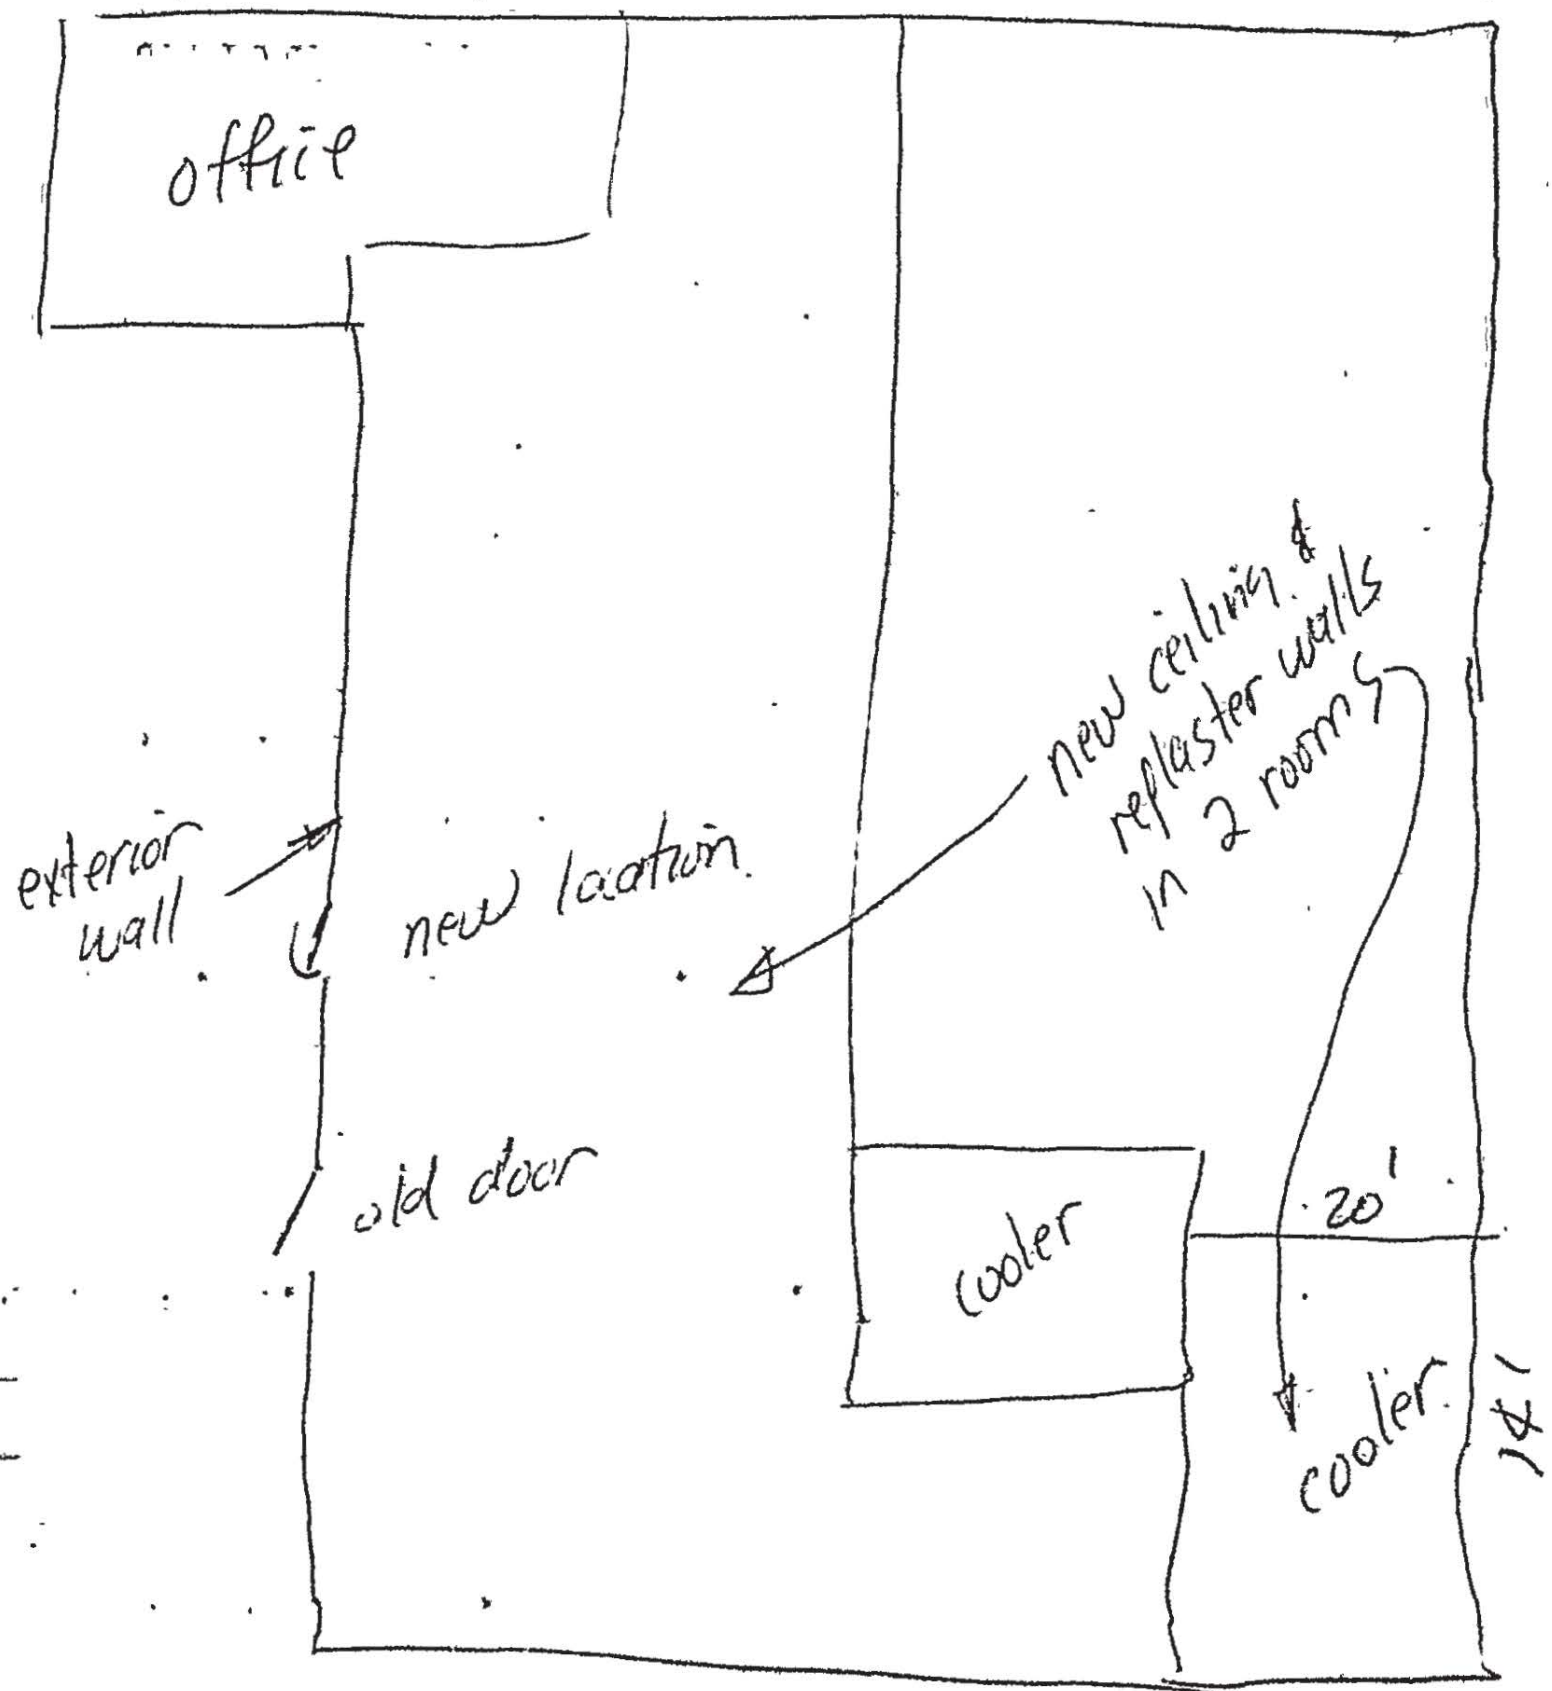 office
new ceiling &
replaster walls
in 2 rooms
exterior
wall
new location
old door
20'
cooler
cooler
14'